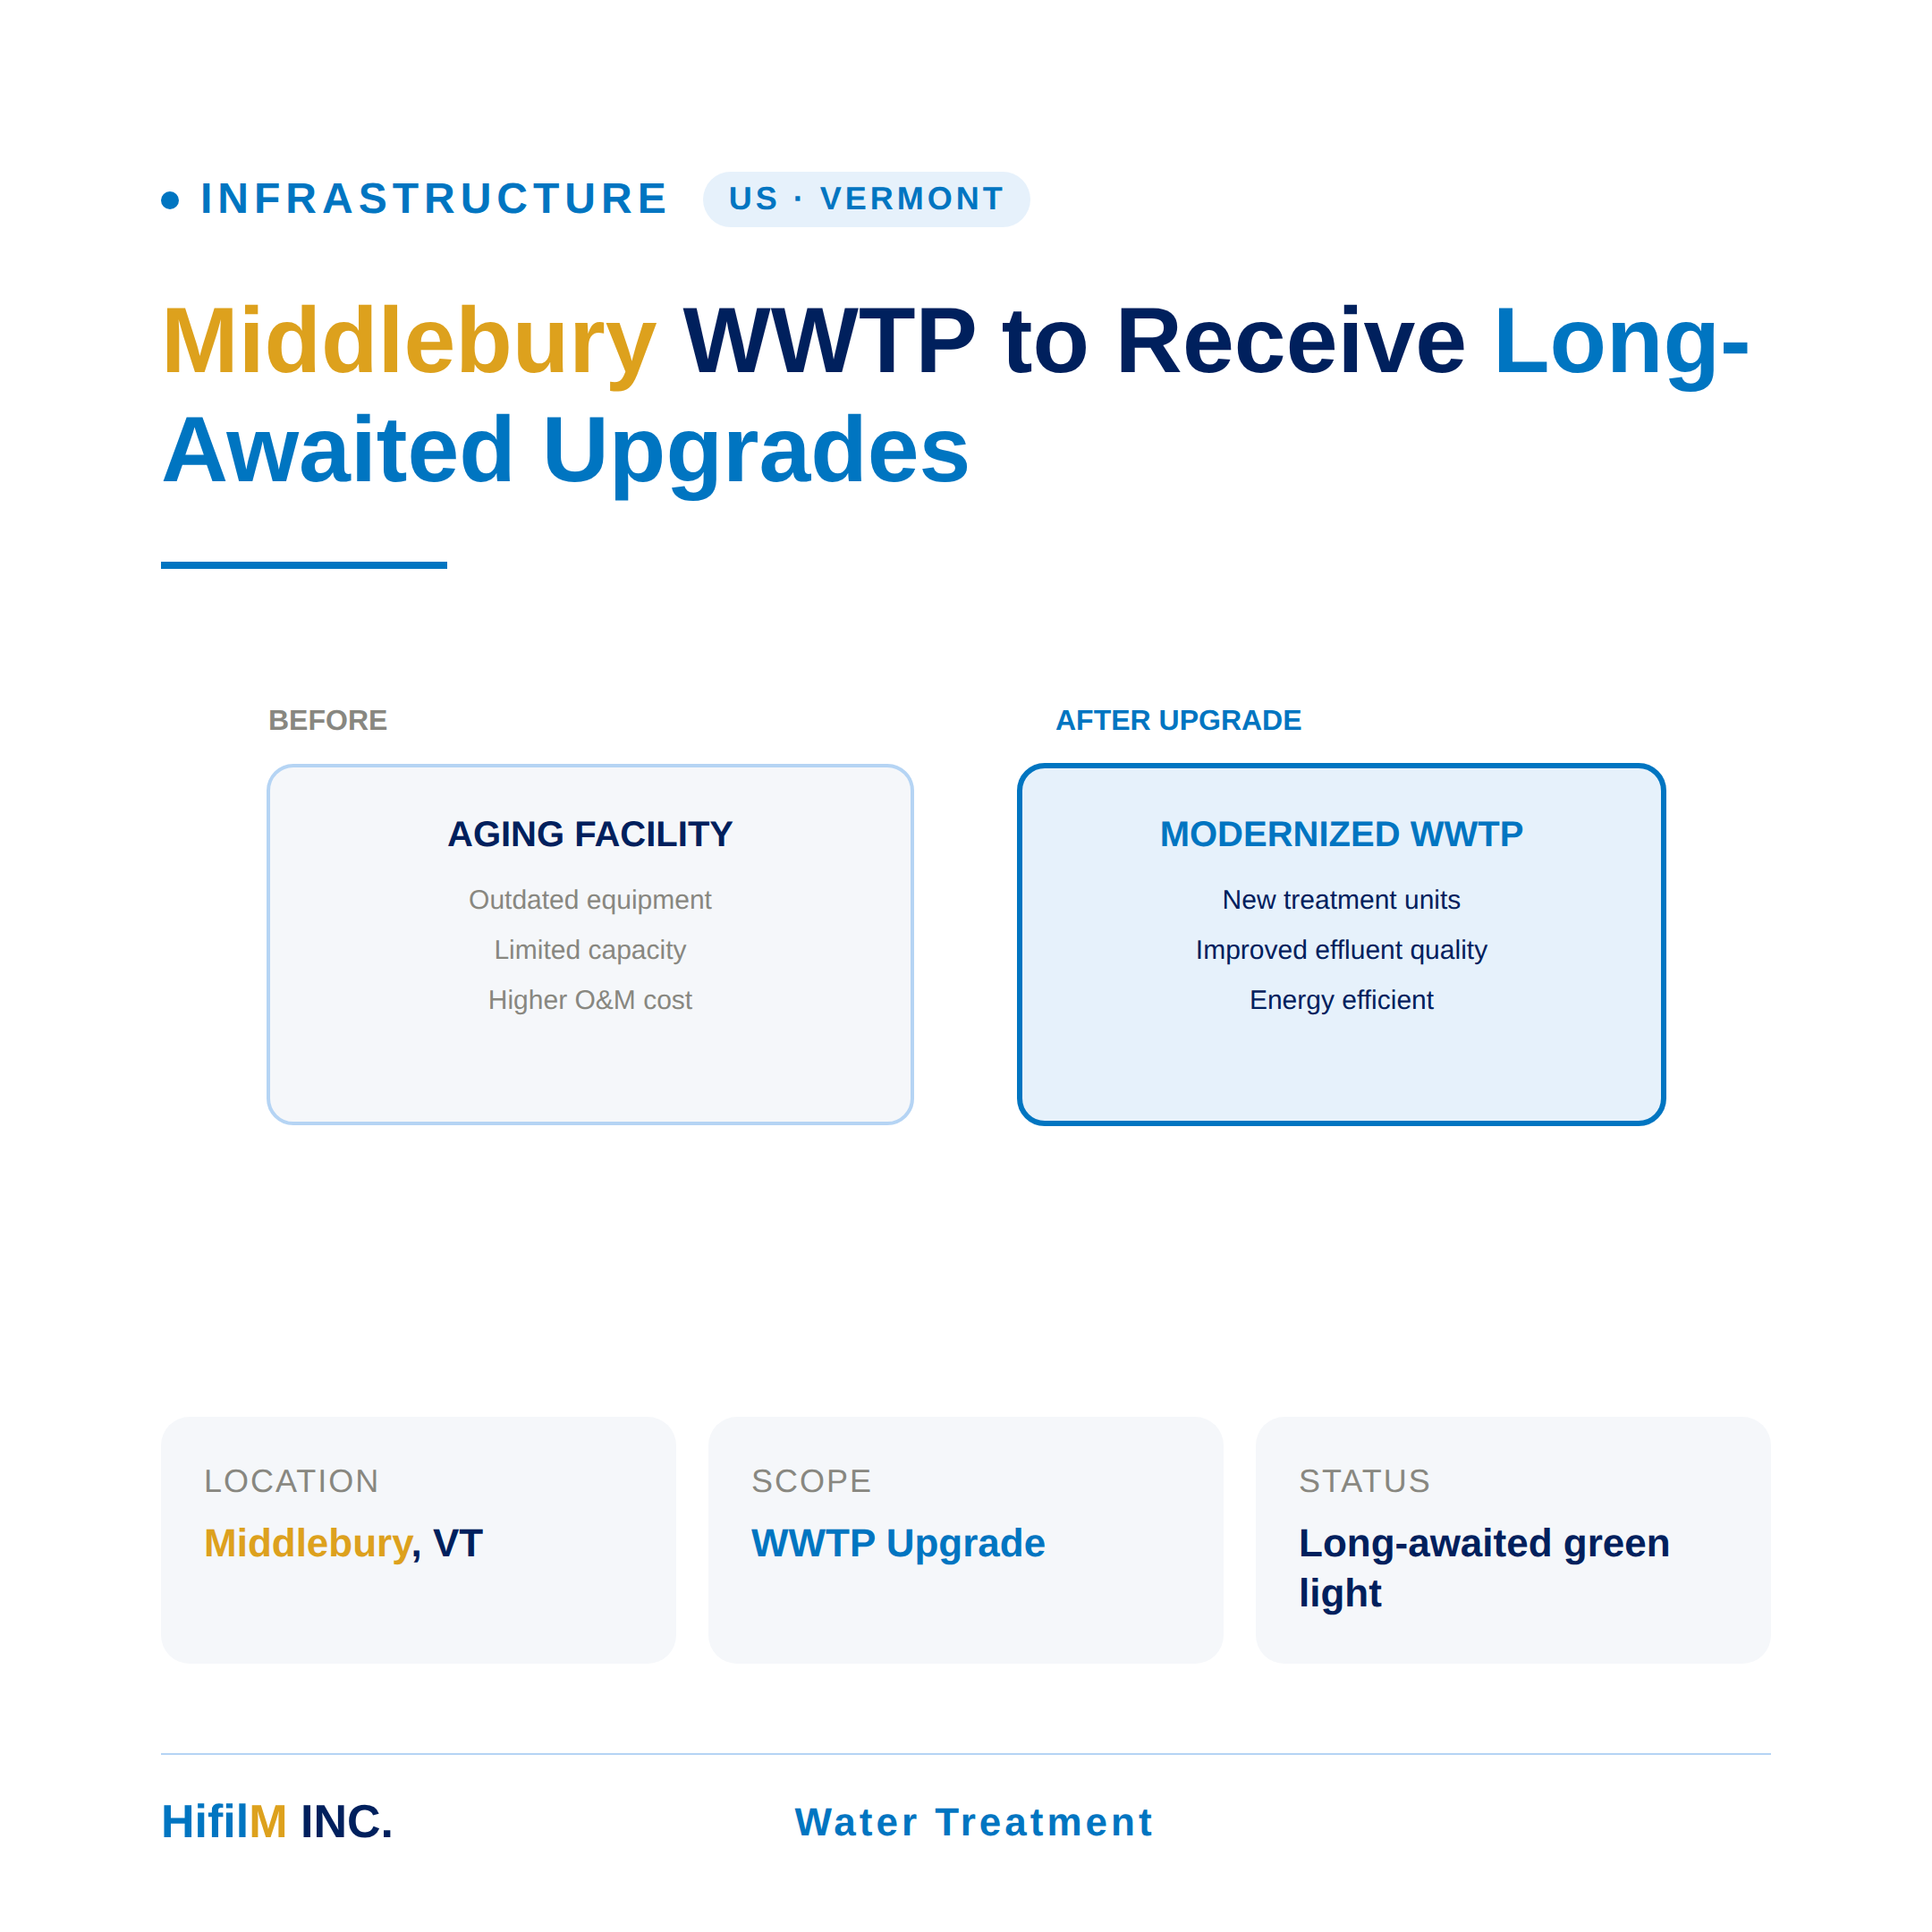 INFRASTRUCTURE
US · VERMONT
Middlebury WWTP to Receive Long-
Awaited Upgrades
BEFORE
AGING FACILITY
Outdated equipment
Limited capacity
Higher O&M cost
AFTER UPGRADE
MODERNIZED WWTP
New treatment units
Improved effluent quality
Energy efficient
LOCATION
Middlebury, VT
SCOPE
WWTP Upgrade
STATUS
Long-awaited green
light
HifilM INC.
Water Treatment